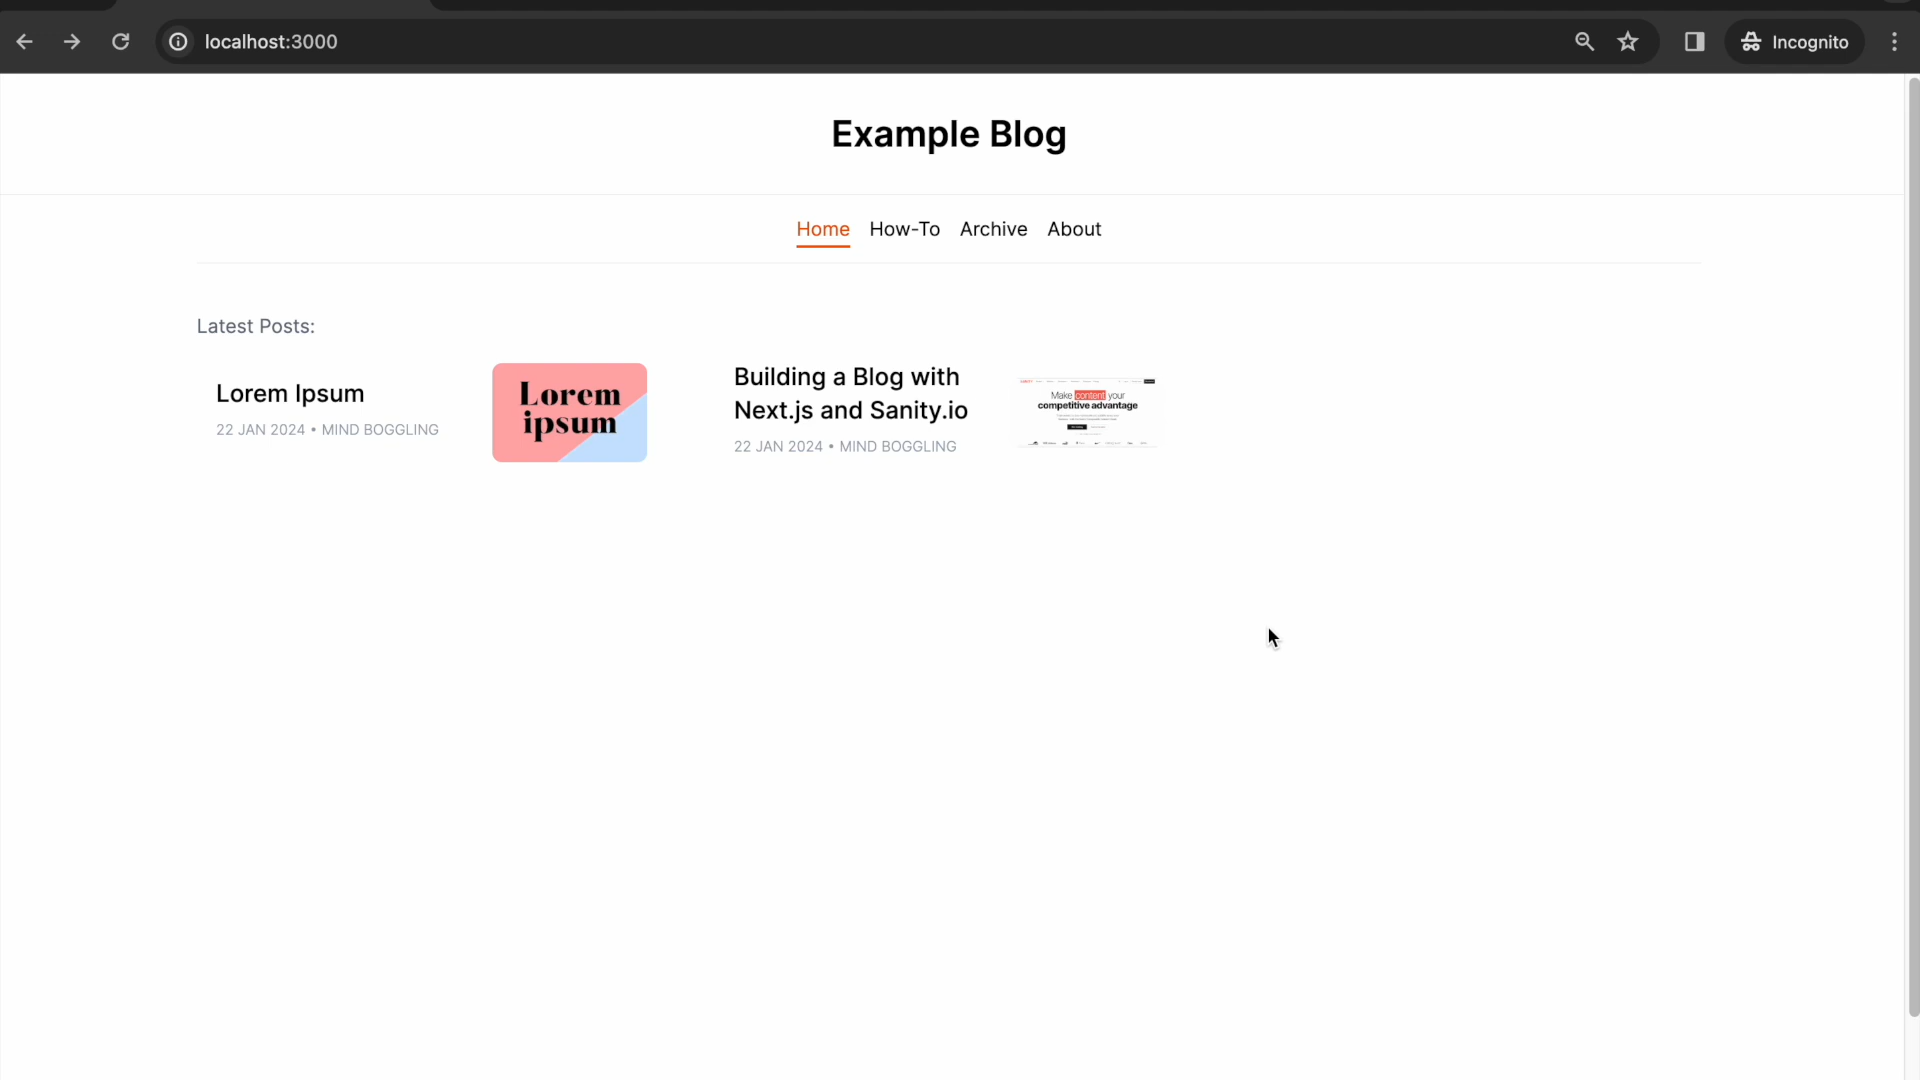 localhost:3000
Incognito
Example Blog
Home How-To Archive About
Latest Posts:
Lorem Ipsum
22 JAN 2024 • MIND BOGGLING
Lorem
ipsum
Building a Blog with
Next.js and Sanity.io
22 JAN 2024 • MIND BOGGLING
Make content your
competitive advantage